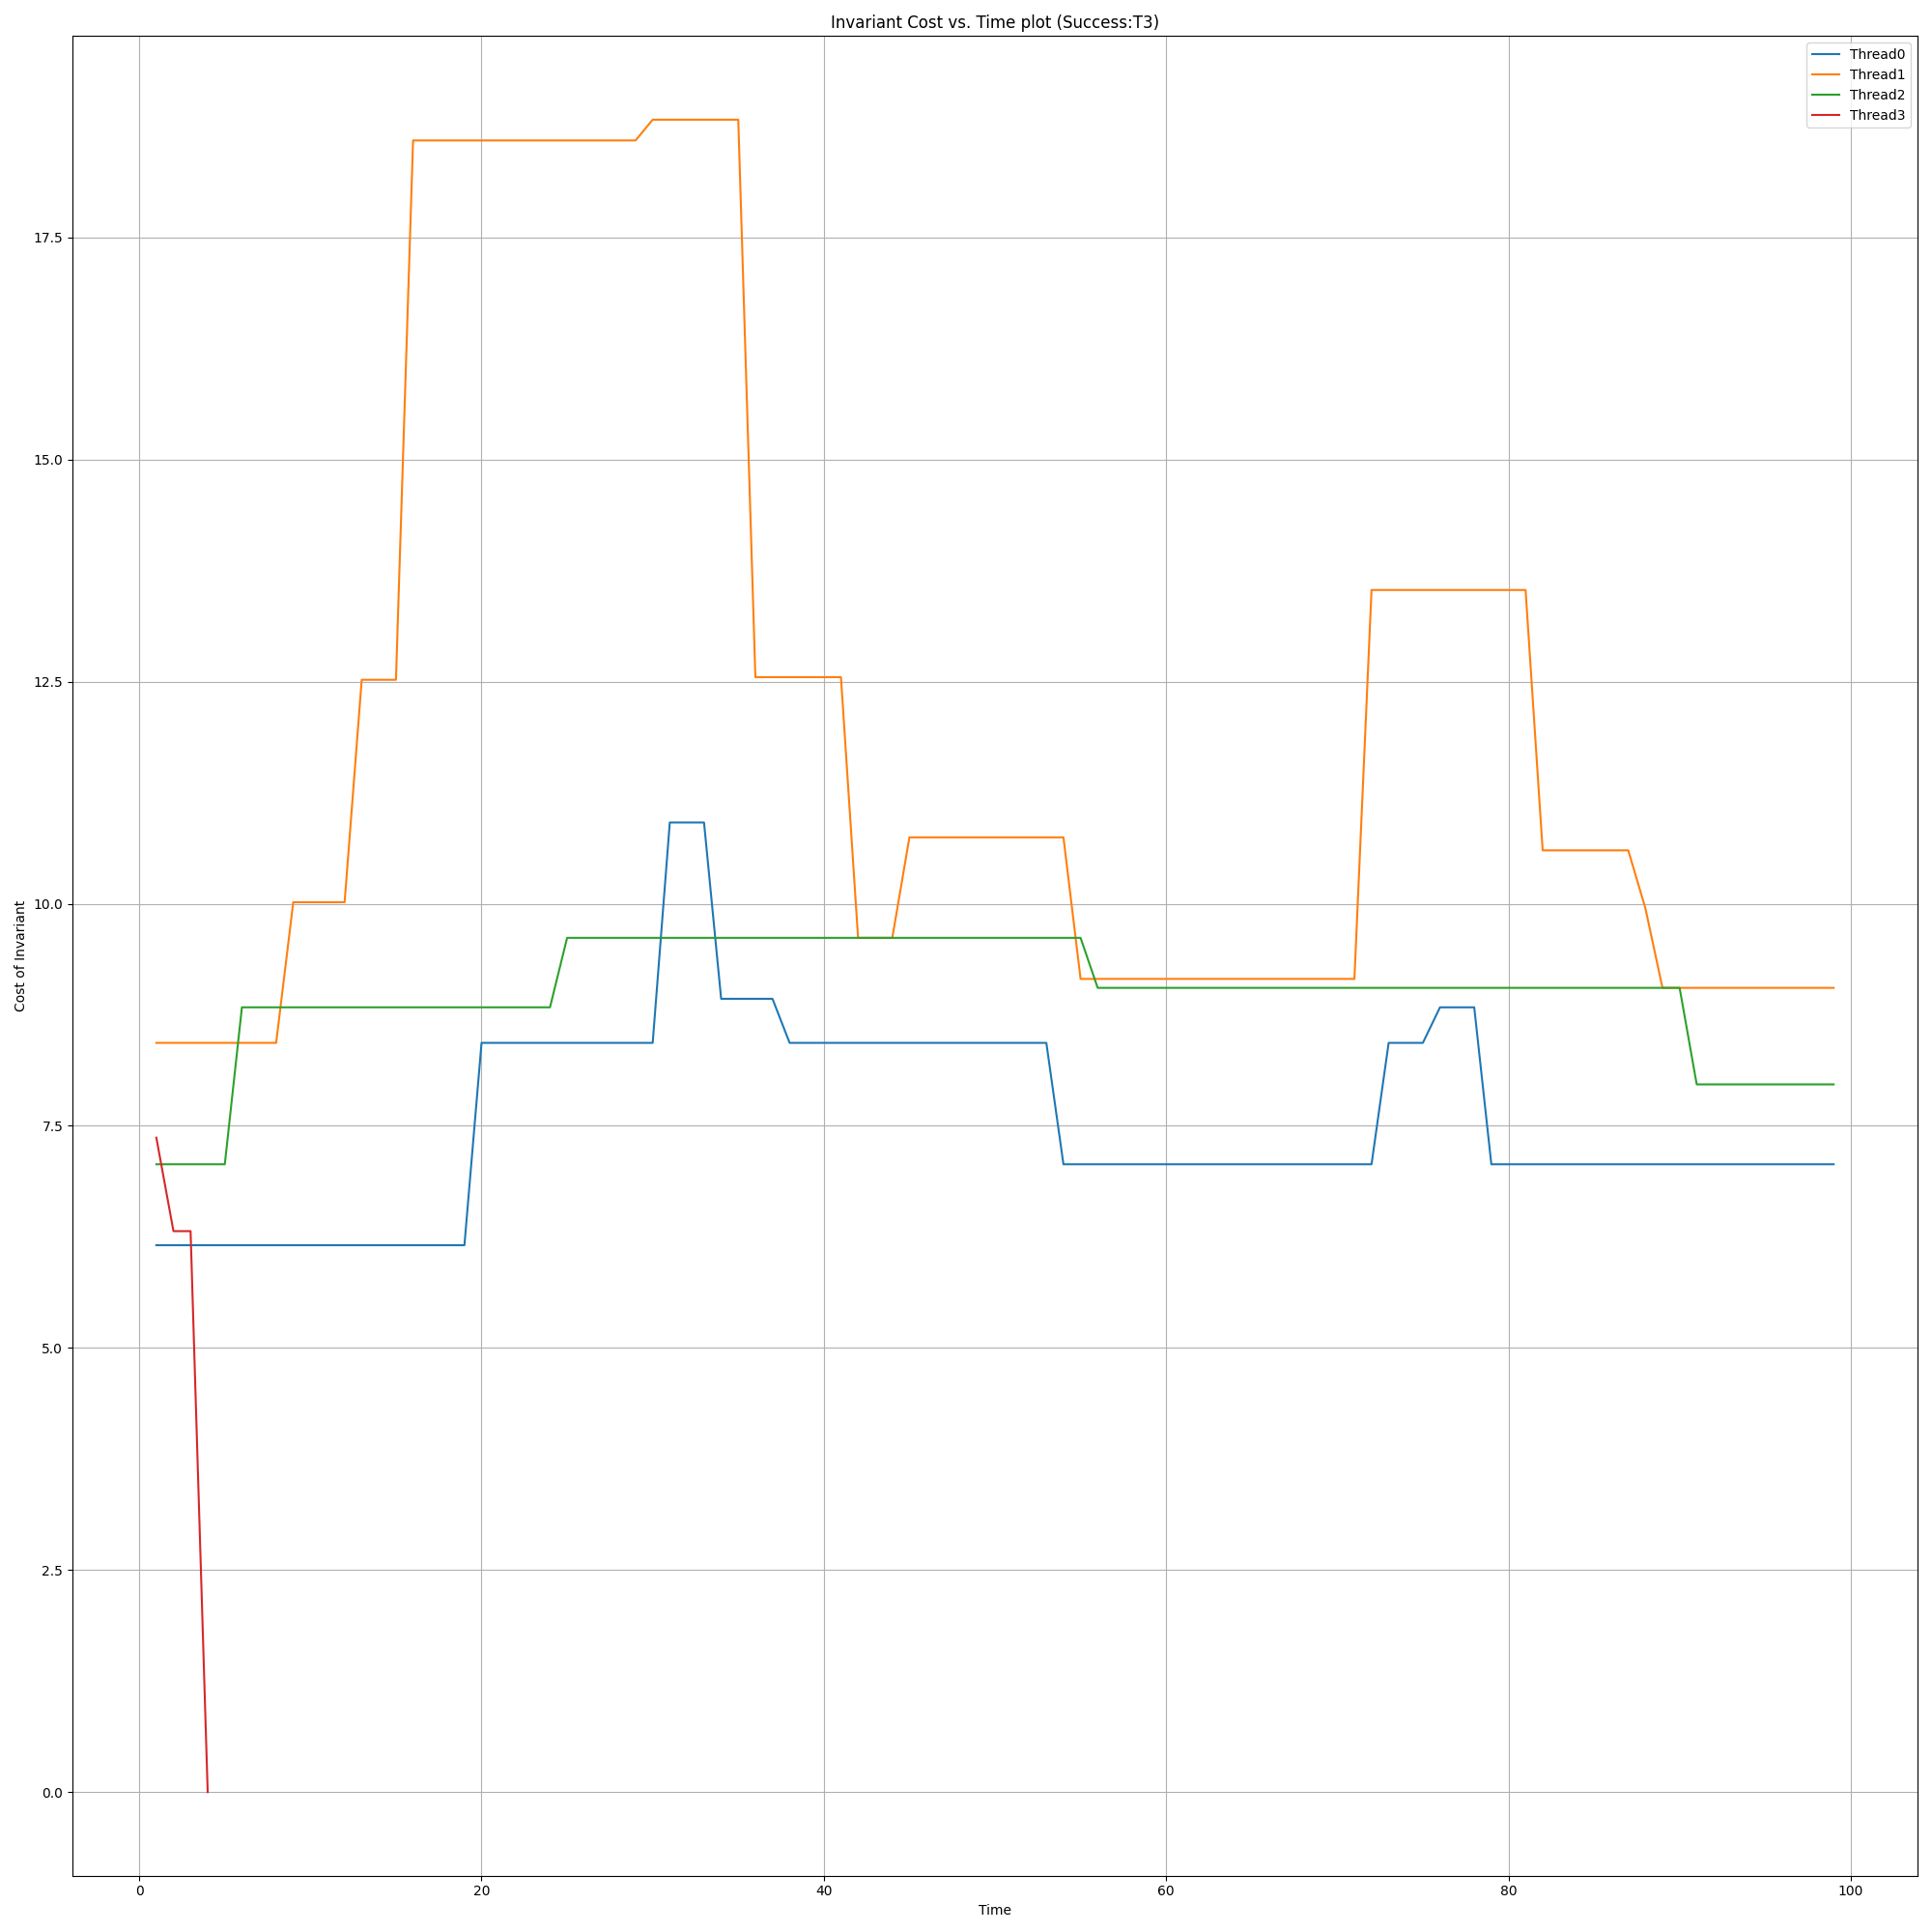 Invariant Cost vs. Time plot (Success:T3)
Thread0
Thread1
Thread2
Thread3
17.5
15.0
12.5
10.0
7.5
5.0
2.5
0.0
Cost of Invariant
0 20 40 60 80 100
Time